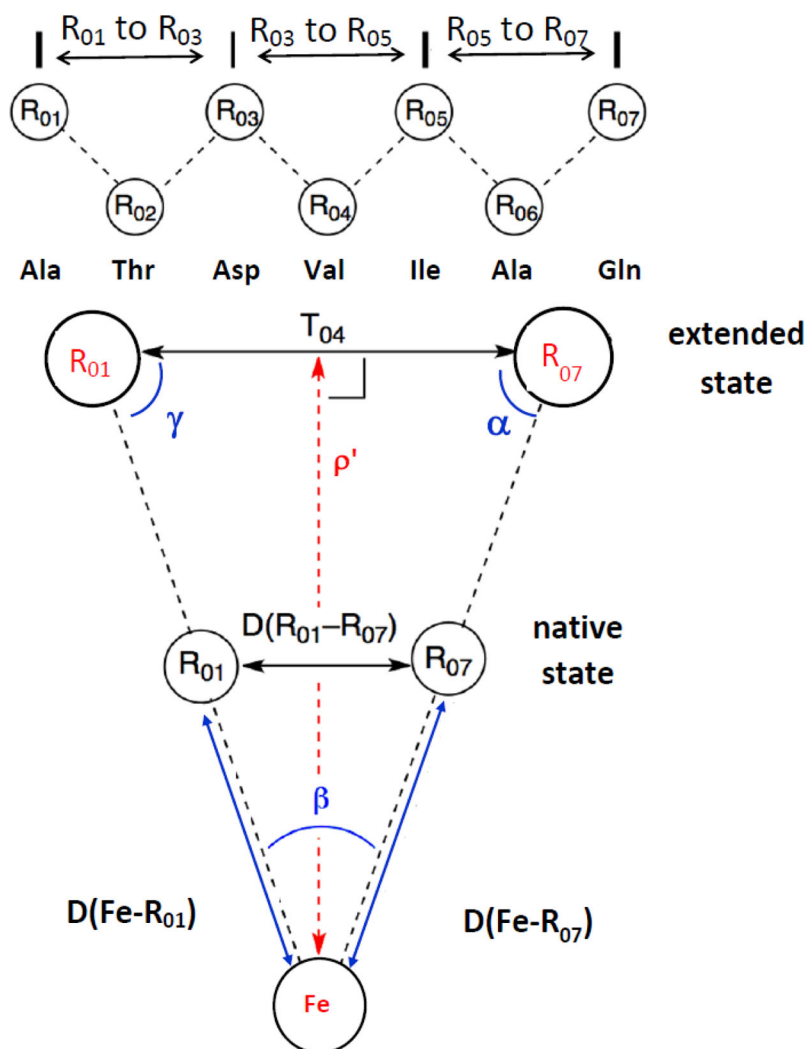 R₀₁ to R₀₃ R₀₃ to R₀₅ R₀₅ to R₀₇
R₀₁ R₀₃ R₀₅ R₀₇
R₀₂ R₀₄ R₀₆
Ala Thr Asp Val Ile Ala Gln
T₀₄
R₀₁ R₀₇ extended
state
γ α
ρ'
D(R₀₁–R₀₇) native
R₀₁ R₀₇ state
β
D(Fe-R₀₁) D(Fe-R₀₇)
Fe